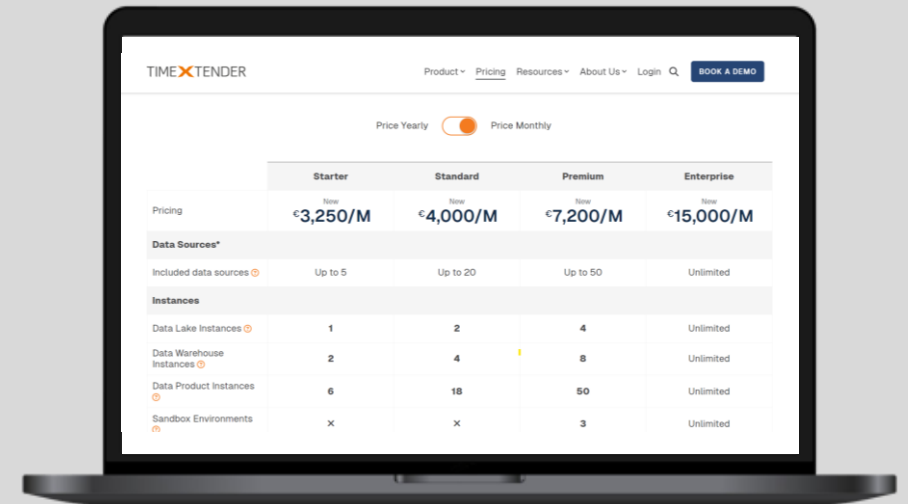 TIMEXTENDER
Product Pricing Resources About Us Login BOOK A DEMO
Price Yearly Price Monthly
Starter Standard Premium Enterprise
New New New New
Pricing €3,250/M €4,000/M €7,200/M €15,000/M
Data Sources*
Included data sources ? Up to 5 Up to 20 Up to 50 Unlimited
Instances
Data Lake Instances ? 1 2 4 Unlimited
Data Warehouse
Instances ? 2 4 8 Unlimited
Data Product Instances
? 6 18 50 Unlimited
Sandbox Environments
? × × 3 Unlimited